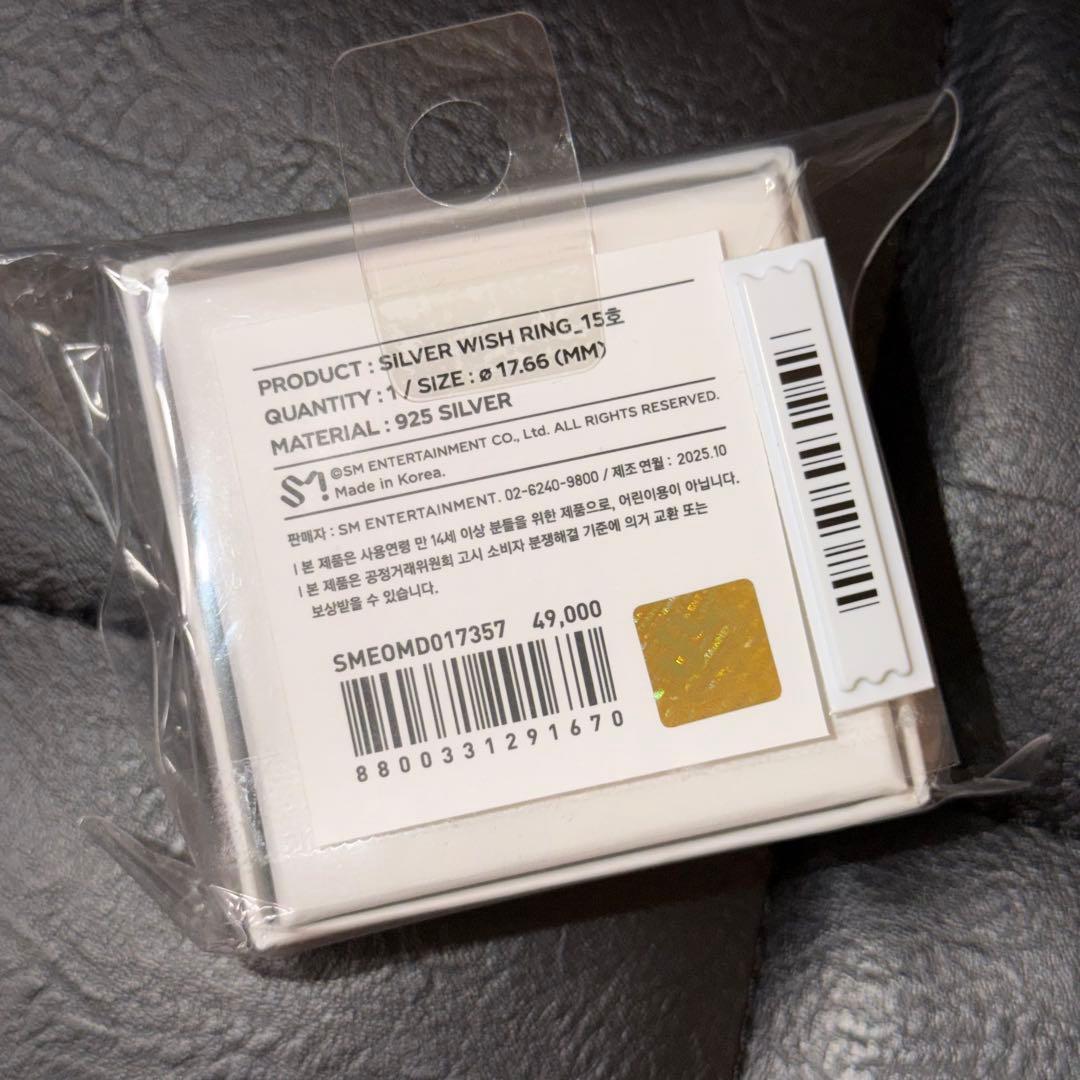 PRODUCT : SILVER WISH RING_15호
QUANTITY : 1 / SIZE : ø 17.66 (MM)
MATERIAL : 925 SILVER
SM! ©SM ENTERTAINMENT CO., Ltd. ALL RIGHTS RESERVED.
Made in Korea.
판매자 : SM ENTERTAINMENT. 02-6240-9800 / 제조 연월 : 2025.10
| 본 제품은 사용연령 만 14세 이상 분들을 위한 제품으로, 어린이용이 아닙니다.
| 본 제품은 공정거래위원회 고시 소비자 분쟁해결 기준에 의거 교환 또는
보상받을 수 있습니다.
SMEOMD017357 49,000
8800331291670